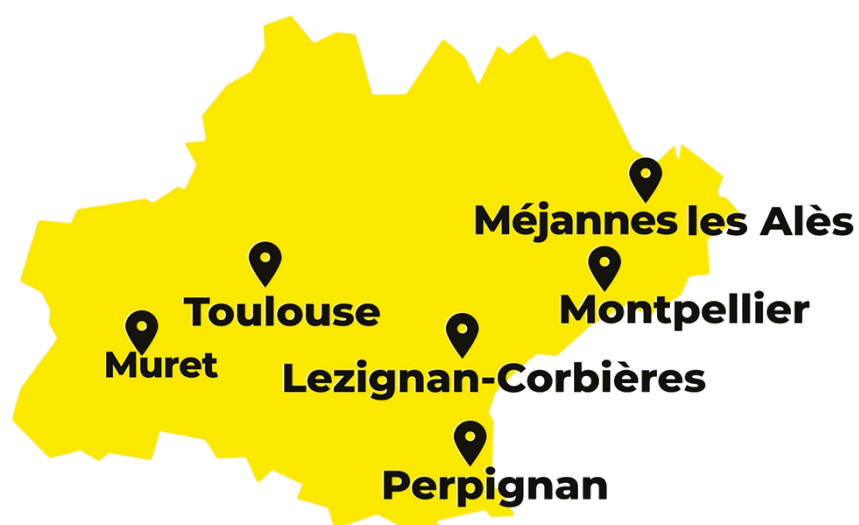 Méjannes les Alès
Montpellier
Toulouse
Muret
Lezignan-Corbières
Perpignan